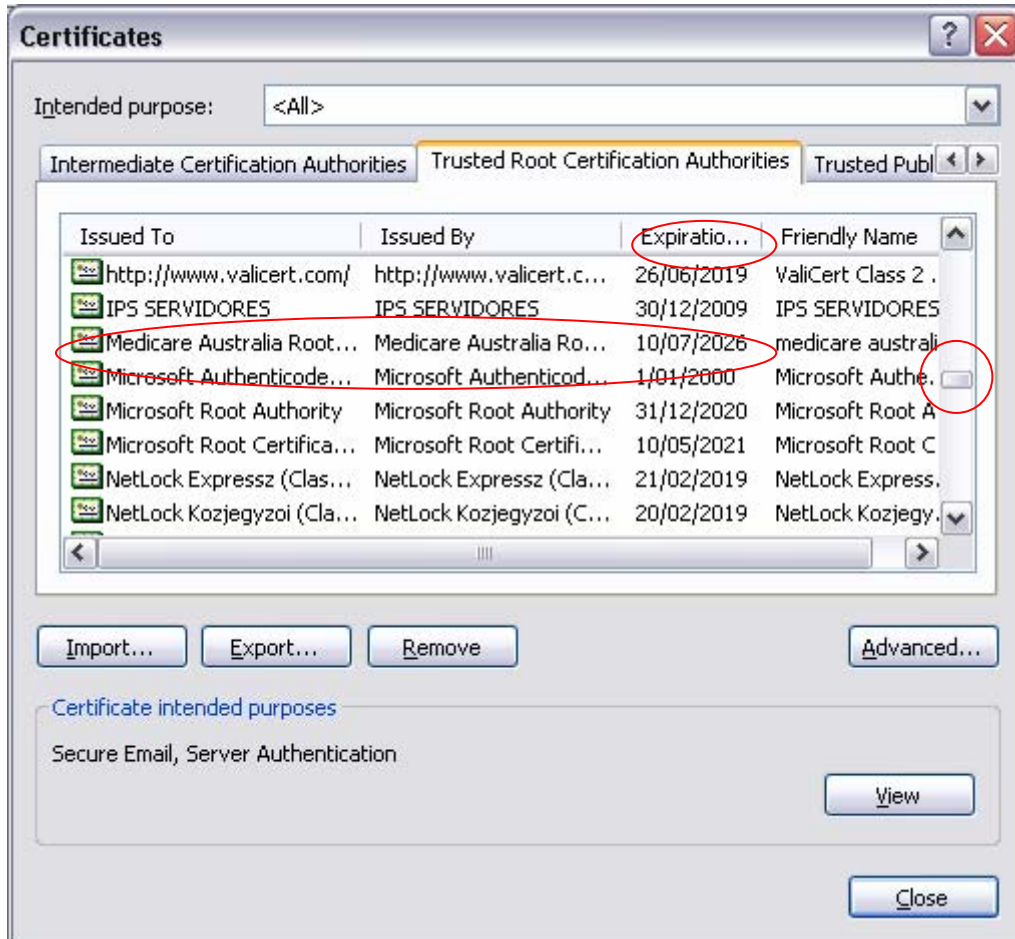 Certificates
Intended purpose: <All>
Intermediate Certification Authorities Trusted Root Certification Authorities Trusted Publ
Issued To Issued By Expiratio... Friendly Name
http://www.valicert.com/ http://www.valicert.c... 26/06/2019 ValiCert Class 2 .
IPS SERVIDORES IPS SERVIDORES 30/12/2009 IPS SERVIDORES
Medicare Australia Root... Medicare Australia Ro... 10/07/2026 medicare australi
Microsoft Authenticode... Microsoft Authenticod... 1/01/2000 Microsoft Authe.
Microsoft Root Authority Microsoft Root Authority 31/12/2020 Microsoft Root A
Microsoft Root Certifica... Microsoft Root Certifi... 10/05/2021 Microsoft Root C
NetLock Expressz (Clas... NetLock Expressz (Cla... 21/02/2019 NetLock Express.
NetLock Kozjegyzoi (Cla... NetLock Kozjegyzoi (C... 20/02/2019 NetLock Kozjegy.
Import... Export... Remove Advanced...
Certificate intended purposes
Secure Email, Server Authentication
View
Close